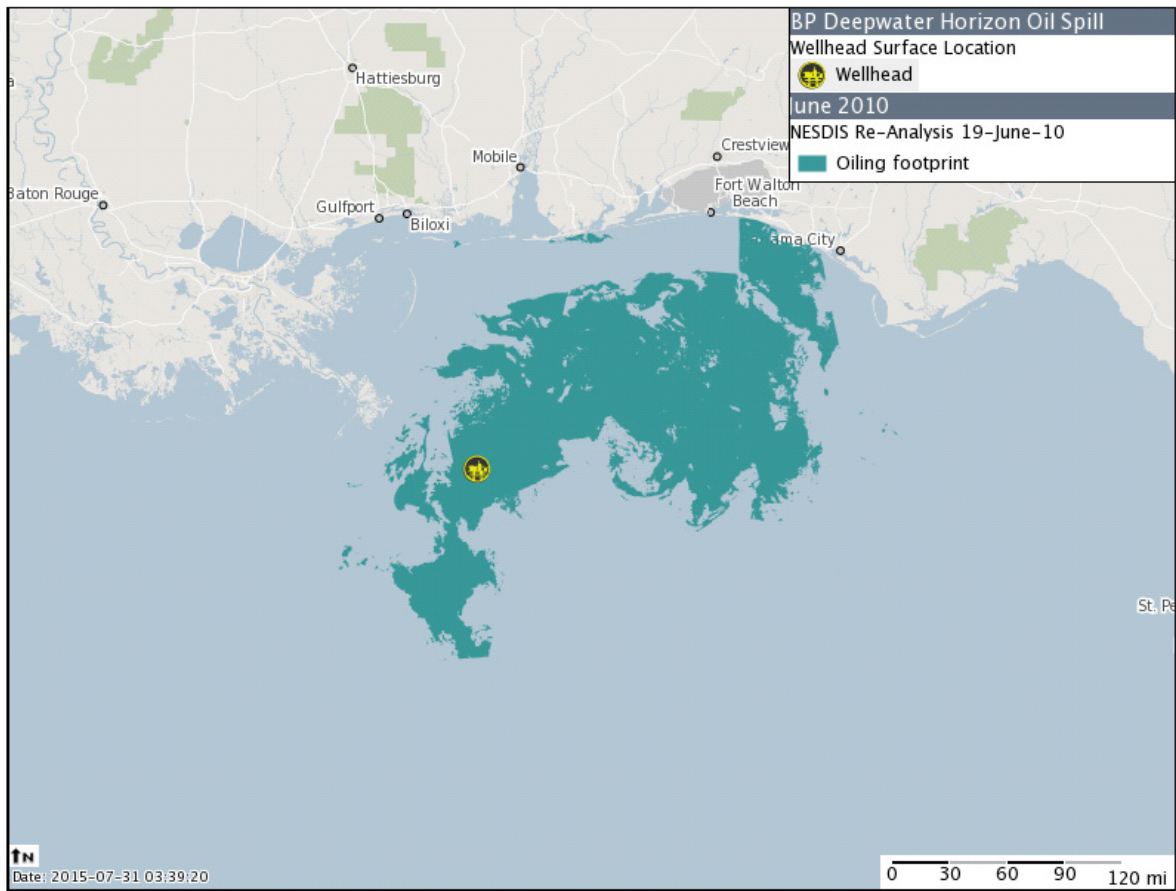 BP Deepwater Horizon Oil Spill
Wellhead Surface Location
Wellhead
June 2010
NESDIS Re-Analysis 19-June-10
Oiling footprint
Hattiesburg
Crestview
Mobile
Baton Rouge
Fort Walton
Beach
Gulfport
Biloxi
ama City
St. Pe
N
Date: 2015-07-31 03:39:20
0 30 60 90 120 mi